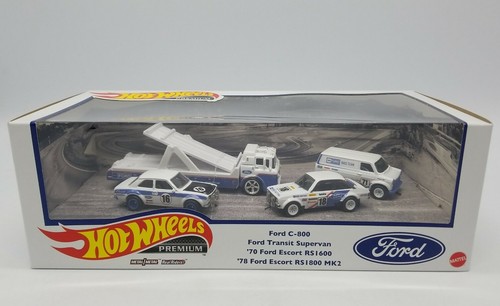 HOT WHEELS
PREMIUM
Ford C-800
Ford Transit Supervan
'70 Ford Escort RS1600
'78 Ford Escort RS1800 MK2
Ford
MATTEL
16